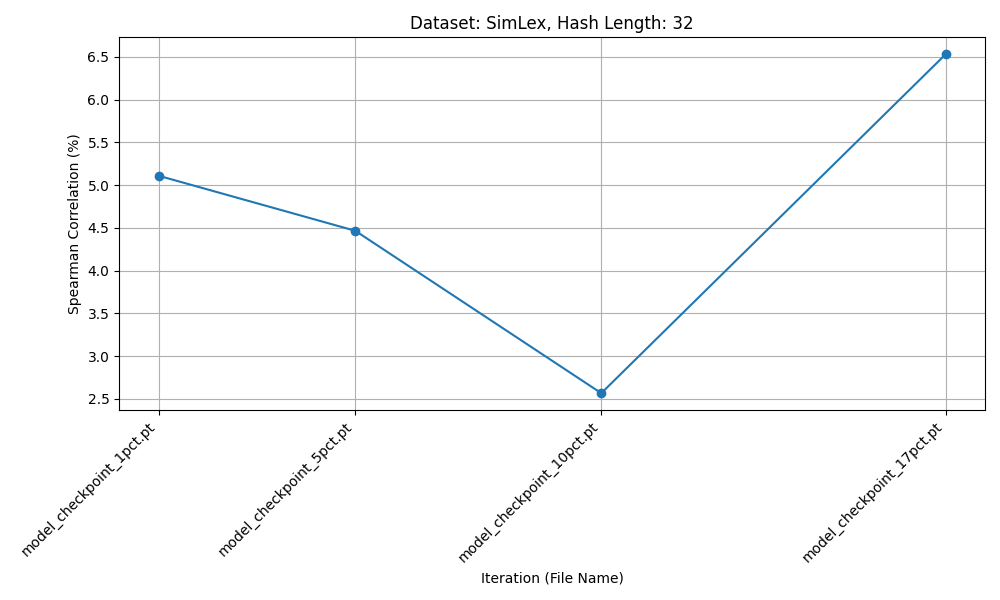 Dataset: SimLex, Hash Length: 32
Spearman Correlation (%)
6.5
6.0
5.5
5.0
4.5
4.0
3.5
3.0
2.5
model_checkpoint_1pct.pt
model_checkpoint_5pct.pt
model_checkpoint_10pct.pt
model_checkpoint_17pct.pt
Iteration (File Name)